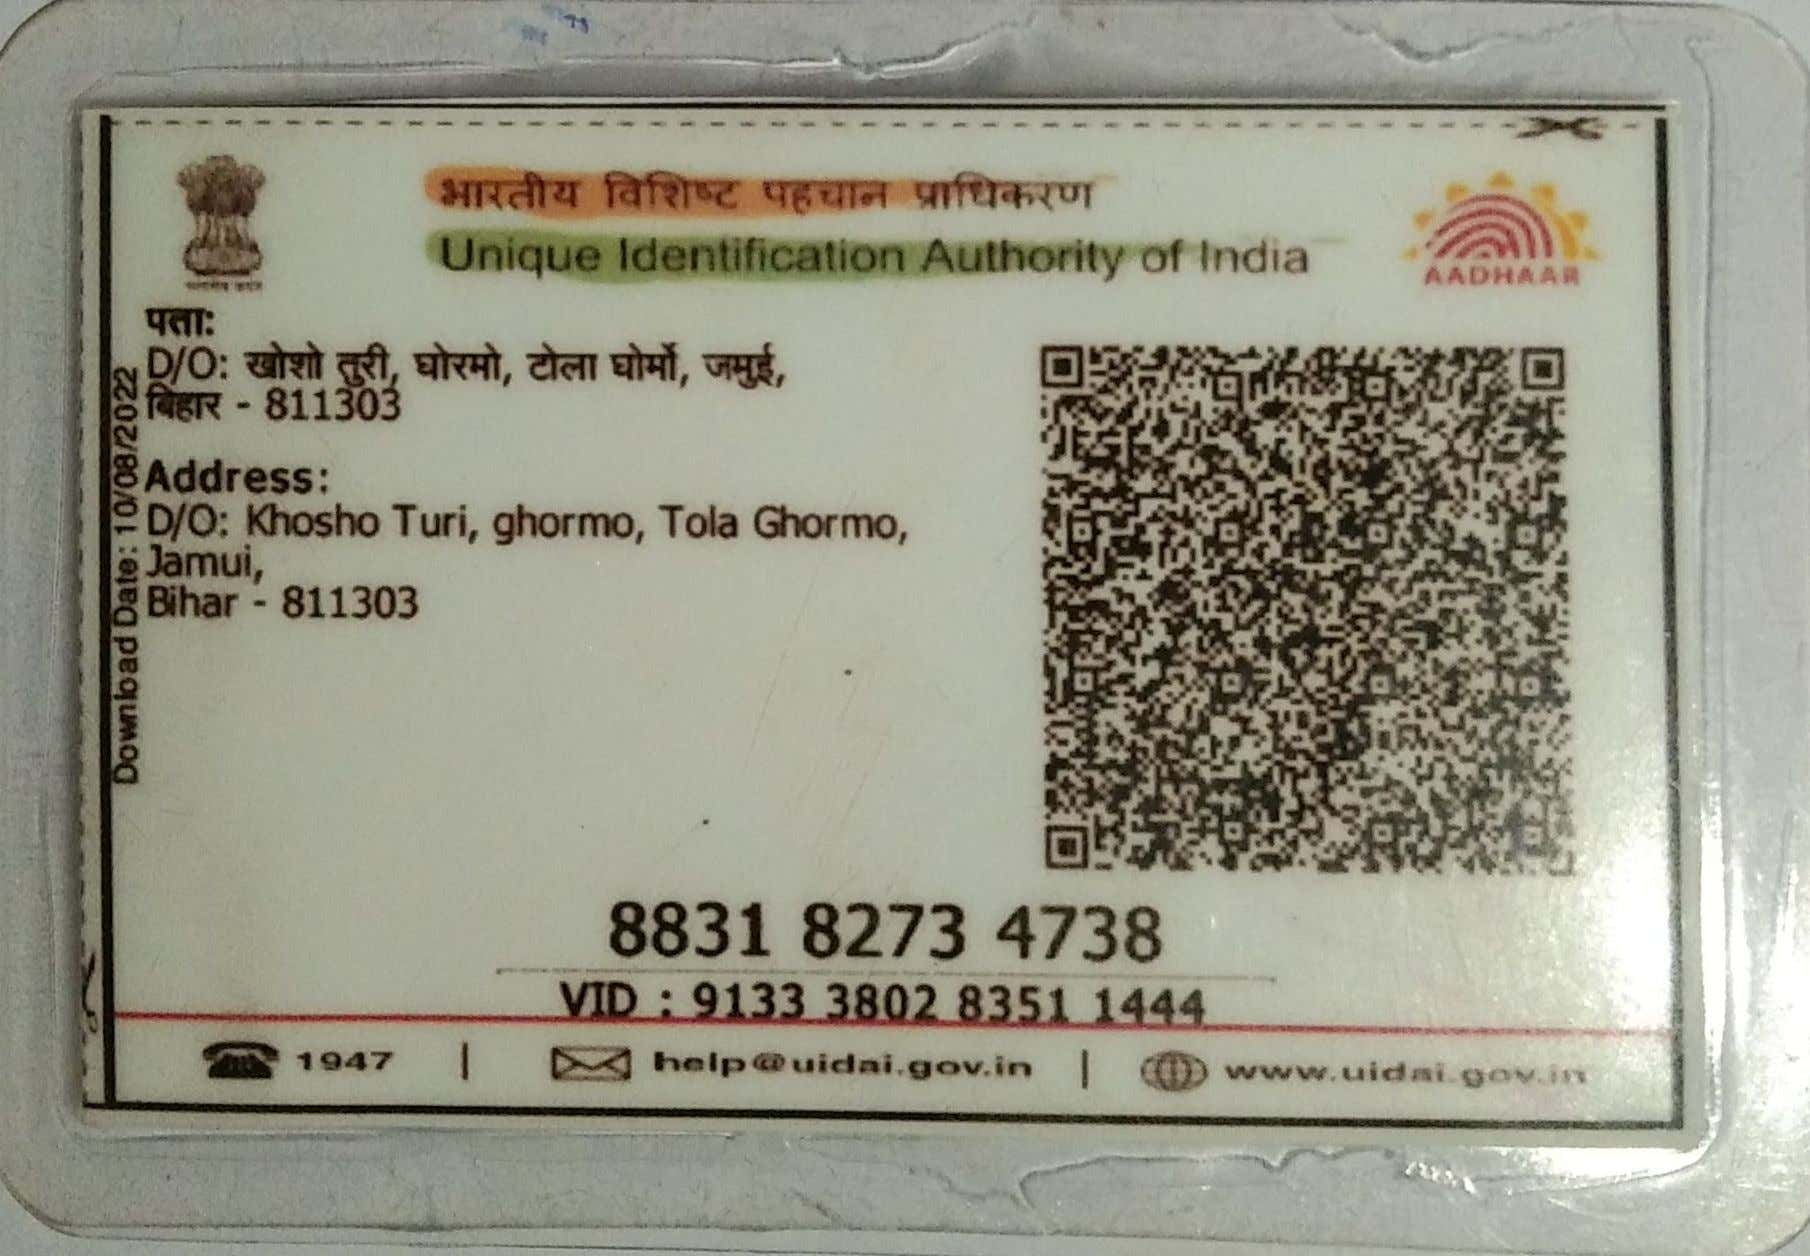 भारतीय विशिष्ट पहचान प्राधिकरण
Unique Identification Authority of India
AADHAAR
पता:
D/O: खोशो तुरी, घोरमो, टोला घोर्मो, जमुई,
बिहार - 811303
Address:
D/O: Khosho Turi, ghormo, Tola Ghormo,
Jamui,
Bihar - 811303
Download Date: 10/08/2022
8831 8273 4738
VID : 9133 3802 8351 1444
1947 | help@uidai.gov.in | www.uidai.gov.in